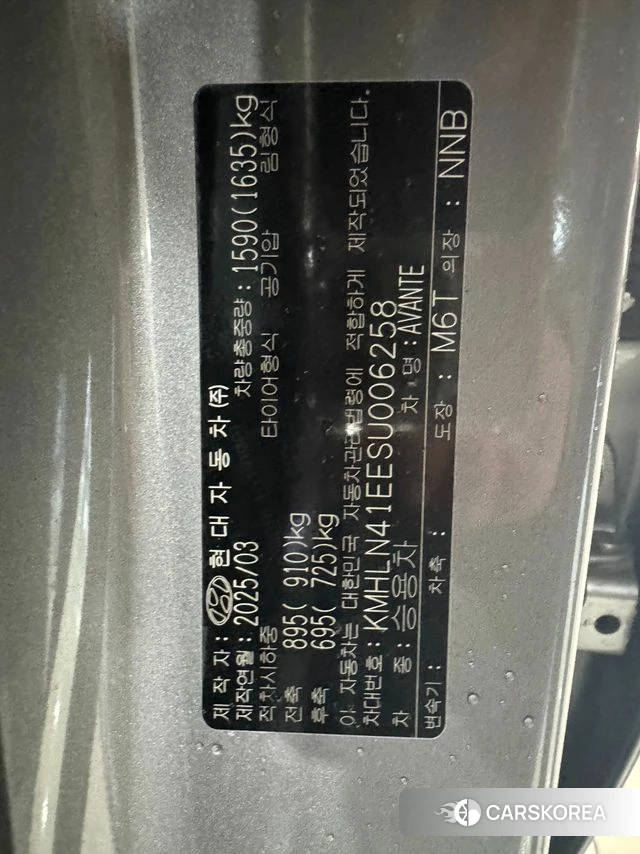 제 작 자 : 현 대 자 동 차 (주)
제작연월 : 2025/03 차량총중량 : 1590(1635)kg
적차시하중 타이어형식 공기압 림형식
전축 895( 910)kg
후축 695( 725)kg
이 자동차는 대한민국 자동차관리법령에 적합하게 제작되었습니다.
차대번호 : KMHLN41EESU006258
차 종 : 승용차 차 명 : AVANTE
변속기 : 차축 : 도장 : M6T 의장 : NNB
CARSKOREA